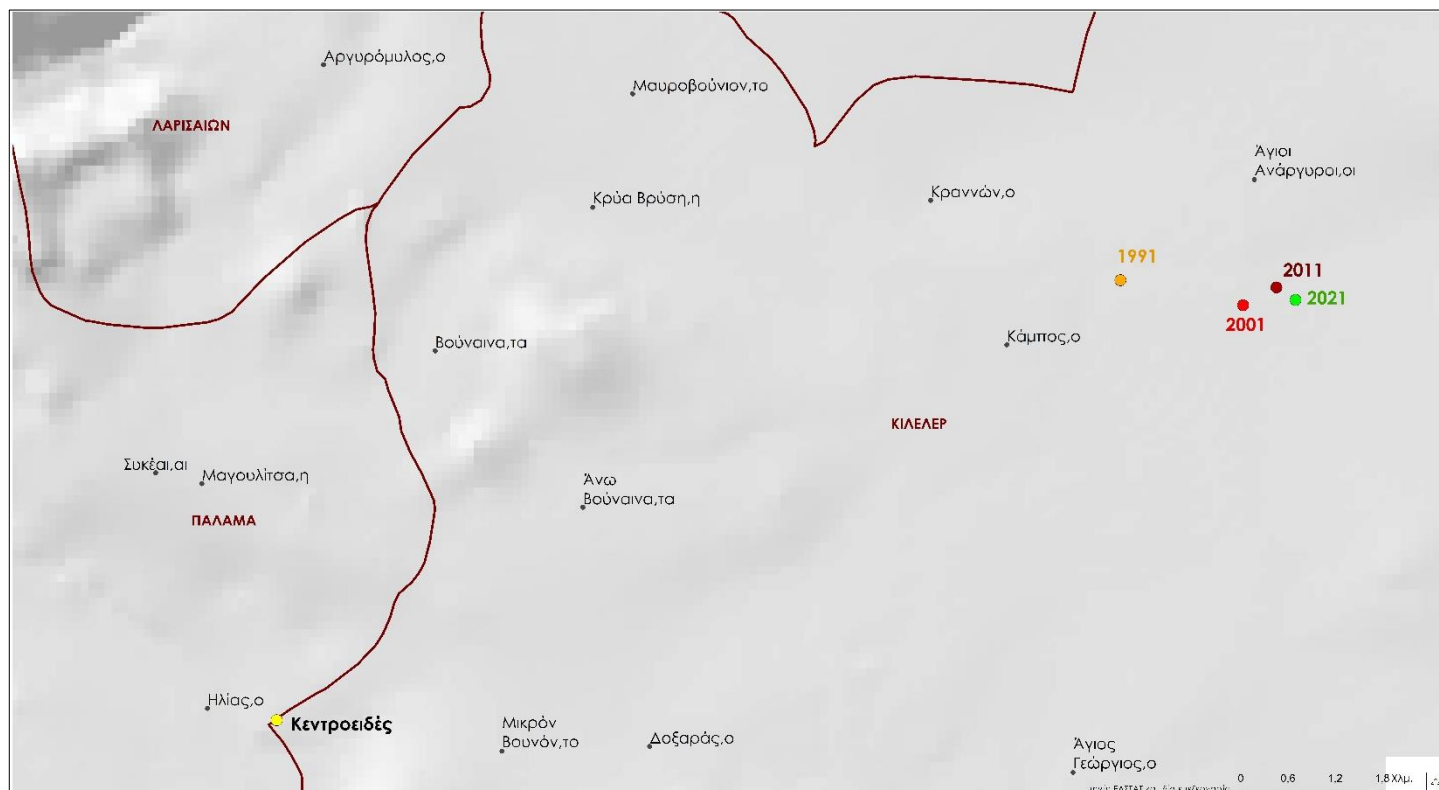 Αργυρόμυλος,ο
Μαυροβούνιον,το
ΛΑΡΙΣΑΙΩΝ
Άγιοι
Ανάργυροι,οι
Κρύα Βρύση,η
Κραννών,ο
1991
2011
2021
2001
Βούναινα,τα
Κάμπος,ο
ΚΙΛΕΛΕΡ
Συκέαι,αι
Μαγουλίτσα,η
Άνω
Βούναινα,τα
ΠΑΛΑΜΑ
Ηλίας,ο
Κεντροειδές
Μικρόν
Βουνόν,το
Δοξαράς,ο
Άγιος
Γεώργιος,ο
0 0,6 1,2 1,8 Χλμ.